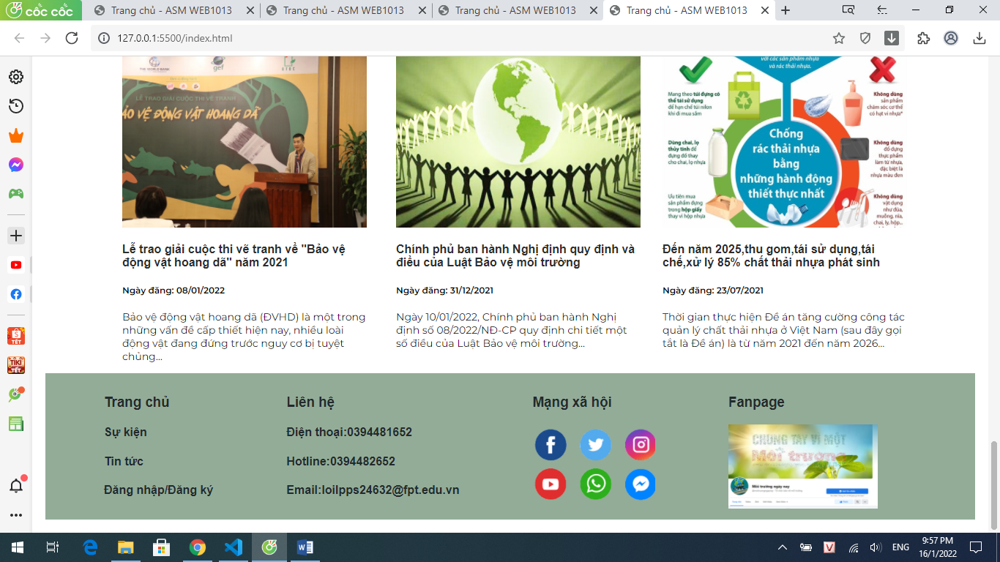 cốc cốc
Trang chủ - ASM WEB1013
Trang chủ - ASM WEB1013
Trang chủ - ASM WEB1013
Trang chủ - ASM WEB1013
127.0.0.1:5500/index.html
THE WORLD BANK
gef
LỄ TRAO GIẢI CUỘC THI VẼ TRANH
BẢO VỆ ĐỘNG VẬT HOANG DÃ
với các sản phẩm nhựa
và rác thải nhựa.
Mang theo túi đựng có
thể tái sử dụng
để hạn chế túi nilon
khi đi mua sắm
Không dùng
sản phẩm
chăm sóc cơ thể
có hạt vi nhựa*
Dùng chai, lọ
thủy tinh để
đựng đồ thay
cho chai, lọ nhựa
Chống
rác thải nhựa
bằng
những hành động
thiết thực nhất
Không dùng
đồ đựng
thực phẩm
làm từ nhựa,
đặc biệt là
nhựa màu đen
Ưu tiên mua
sản phẩm đựng
trong hộp giấy
thay vì hộp nhựa
Không dùng
vật dụng
như đũa,
muỗng, nĩa,
chai, ly, hộp...
Lễ trao giải cuộc thi vẽ tranh về "Bảo vệ
động vật hoang dã" năm 2021
Ngày đăng: 08/01/2022
Bảo vệ động vật hoang dã (ĐVHD) là một trong
những vấn đề cấp thiết hiện nay, nhiều loài
động vật đang đứng trước nguy cơ bị tuyệt
chủng...
Chính phủ ban hành Nghị định quy định và
điều của Luật Bảo vệ môi trường
Ngày đăng: 31/12/2021
Ngày 10/01/2022, Chính phủ ban hành Nghị
định số 08/2022/NĐ-CP quy định chi tiết một
số điều của Luật Bảo vệ môi trường...
Đến năm 2025,thu gom,tái sử dụng,tái
chế,xử lý 85% chất thải nhựa phát sinh
Ngày đăng: 23/07/2021
Thời gian thực hiện Đề án tăng cường công tác
quản lý chất thải nhựa ở Việt Nam (sau đây gọi
tắt là Đề án) là từ năm 2021 đến năm 2026...
Trang chủ
Sự kiện
Tin tức
Đăng nhập/Đăng ký
Liên hệ
Điện thoại:0394481652
Hotline:0394482652
Email:loilpps24632@fpt.edu.vn
Mạng xã hội
Fanpage
CHUNG TAY VÌ MỘT
Môi trường
Môi trường ngày nay
TẾT
TIKI
TẾT
ENG
9:57 PM
16/1/2022